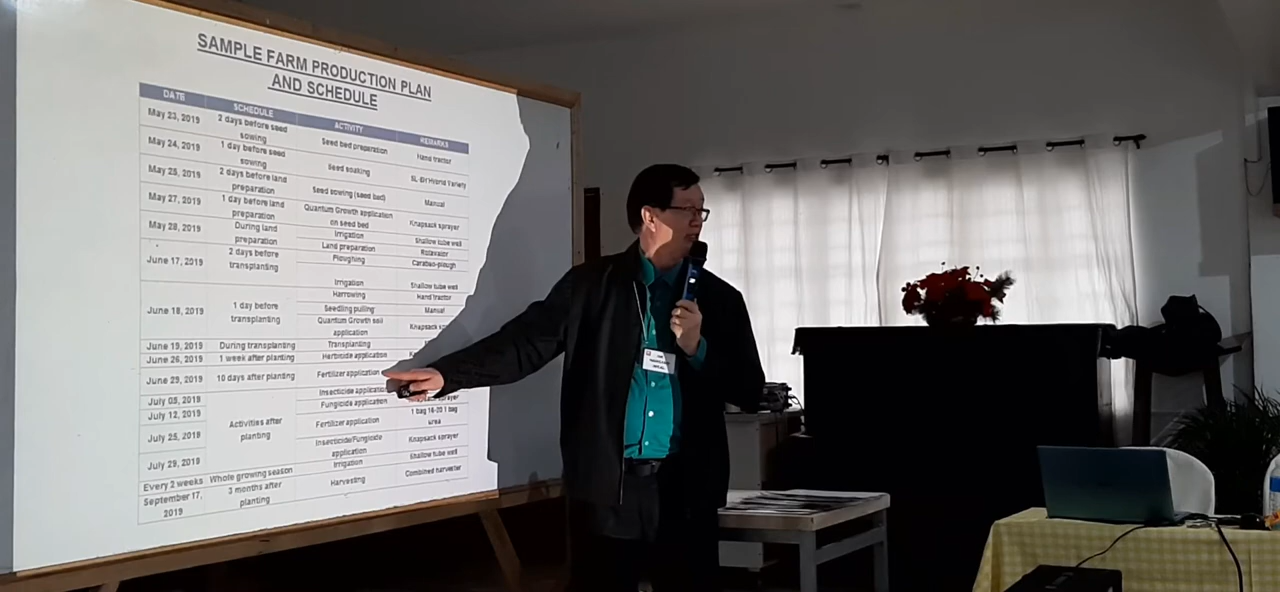 SAMPLE FARM PRODUCTION PLAN
AND SCHEDULE
DATE SCHEDULE ACTIVITY REMARKS
May 23, 2019 2 days before seed sowing Seed bed preparation Hand tractor
May 24, 2019 1 day before seed sowing Seed soaking SL-8H Hybrid Variety
May 25, 2019 2 days before land preparation Seed sowing (seed bed) Manual
May 27, 2019 1 day before land preparation Quantum Growth application on seed bed Knapsack sprayer
May 28, 2019 During land preparation Irrigation Shallow tube well
Land preparation Rotavator
June 17, 2019 2 days before transplanting Ploughing Carabao-plough
Irrigation Shallow tube well
Harrowing Hand tractor
June 18, 2019 1 day before transplanting Seedling pulling Manual
Quantum Growth soil application Knapsack
June 19, 2019 During transplanting Transplanting
June 26, 2019 1 week after planting Herbicide application
June 29, 2019 10 days after planting Fertilizer application
July 05, 2019 Activities after planting Insecticide application Knapsack sprayer
July 12, 2019 Fungicide application
July 25, 2019 Fertilizer application 1 bag 16-20 1 bag urea
July 29, 2019 Insecticide/Fungicide application Knapsack sprayer
Every 2 weeks Whole growing season Irrigation Shallow tube well
September 17, 2019 3 months after planting Harvesting Combined harvester